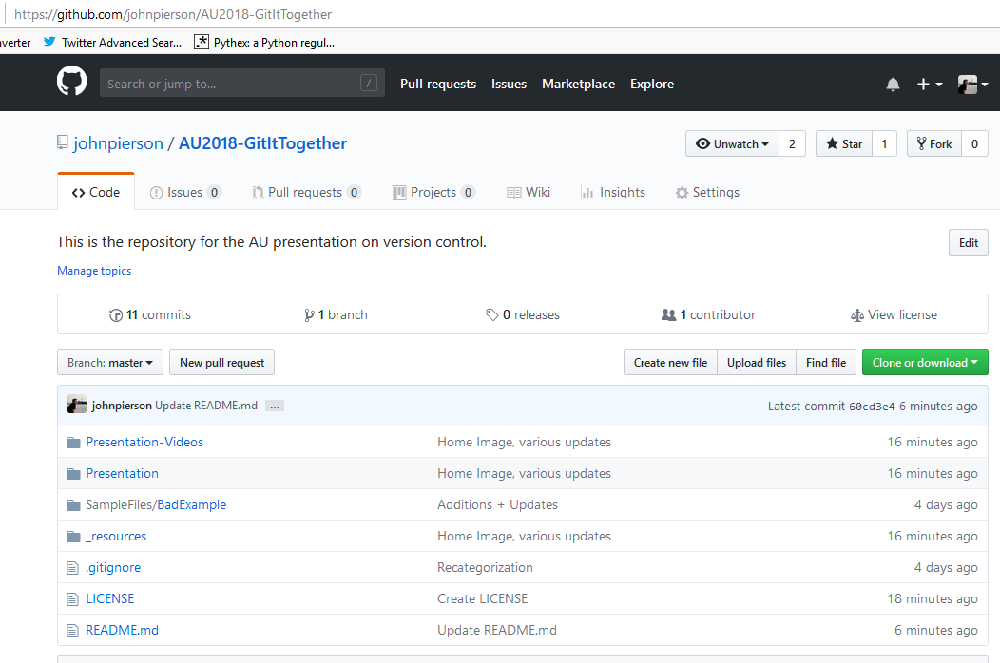 https://github.com/johnpierson/AU2018-GitItTogether
nverter Twitter Advanced Sear... .* Pythex: a Python regul...
Search or jump to... / Pull requests Issues Marketplace Explore
johnpierson / AU2018-GitItTogether Unwatch 2 Star 1 Fork 0
Code Issues 0 Pull requests 0 Projects 0 Wiki Insights Settings
This is the repository for the AU presentation on version control. Edit
Manage topics
11 commits 1 branch 0 releases 1 contributor View license
Branch: master New pull request Create new file Upload files Find file Clone or download
johnpierson Update README.md ... Latest commit 60cd3e4 6 minutes ago
Presentation-Videos Home Image, various updates 16 minutes ago
Presentation Home Image, various updates 16 minutes ago
SampleFiles/BadExample Additions + Updates 4 days ago
_resources Home Image, various updates 16 minutes ago
.gitignore Recategorization 4 days ago
LICENSE Create LICENSE 18 minutes ago
README.md Update README.md 6 minutes ago